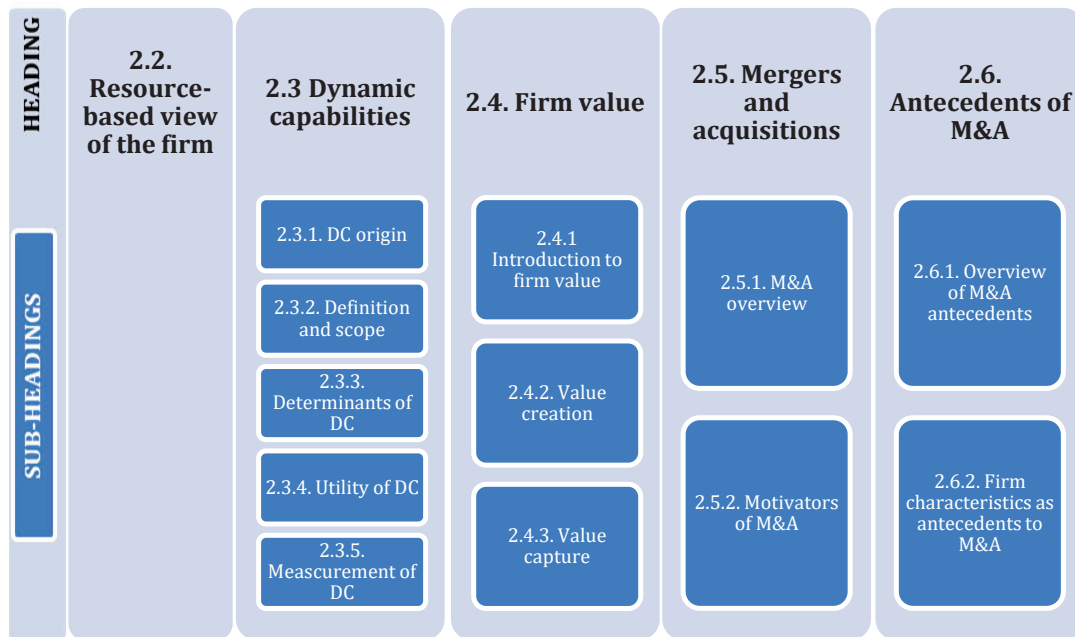 HEADING
2.2.
Resource-
based view
of the firm
2.3 Dynamic
capabilities
2.4. Firm value
2.5. Mergers
and
acquisitions
2.6.
Antecedents of
M&A
SUB-HEADINGS
2.3.1. DC origin
2.3.2. Definition
and scope
2.3.3.
Determinants of
DC
2.3.4. Utility of DC
2.3.5.
Measurement of
DC
2.4.1
Introduction to
firm value
2.4.2. Value
creation
2.4.3. Value
capture
2.5.1. M&A
overview
2.5.2. Motivators
of M&A
2.6.1. Overview
of M&A
antecedents
2.6.2. Firm
characteristics as
antecedents to
M&A